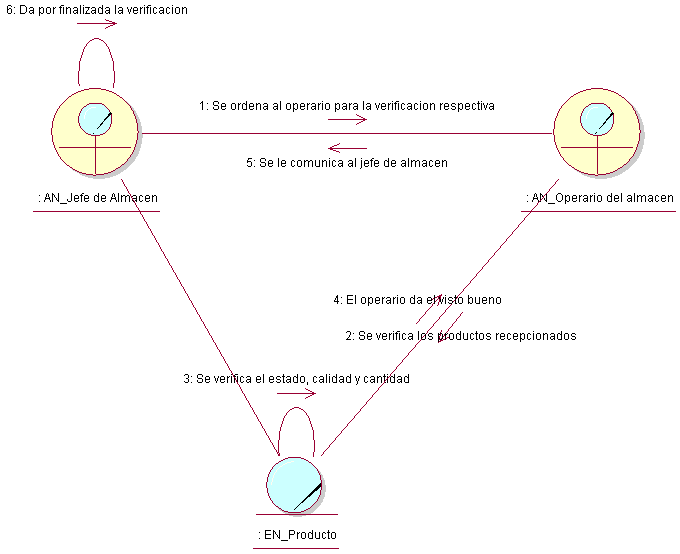 6: Da por finalizada la verificacion
1: Se ordena al operario para la verificacion respectiva
5: Se le comunica al jefe de almacen
: AN_Jefe de Almacen
: AN_Operario del almacen
4: El operario da el visto bueno
2: Se verifica los productos recepcionados
3: Se verifica el estado, calidad y cantidad
: EN_Producto